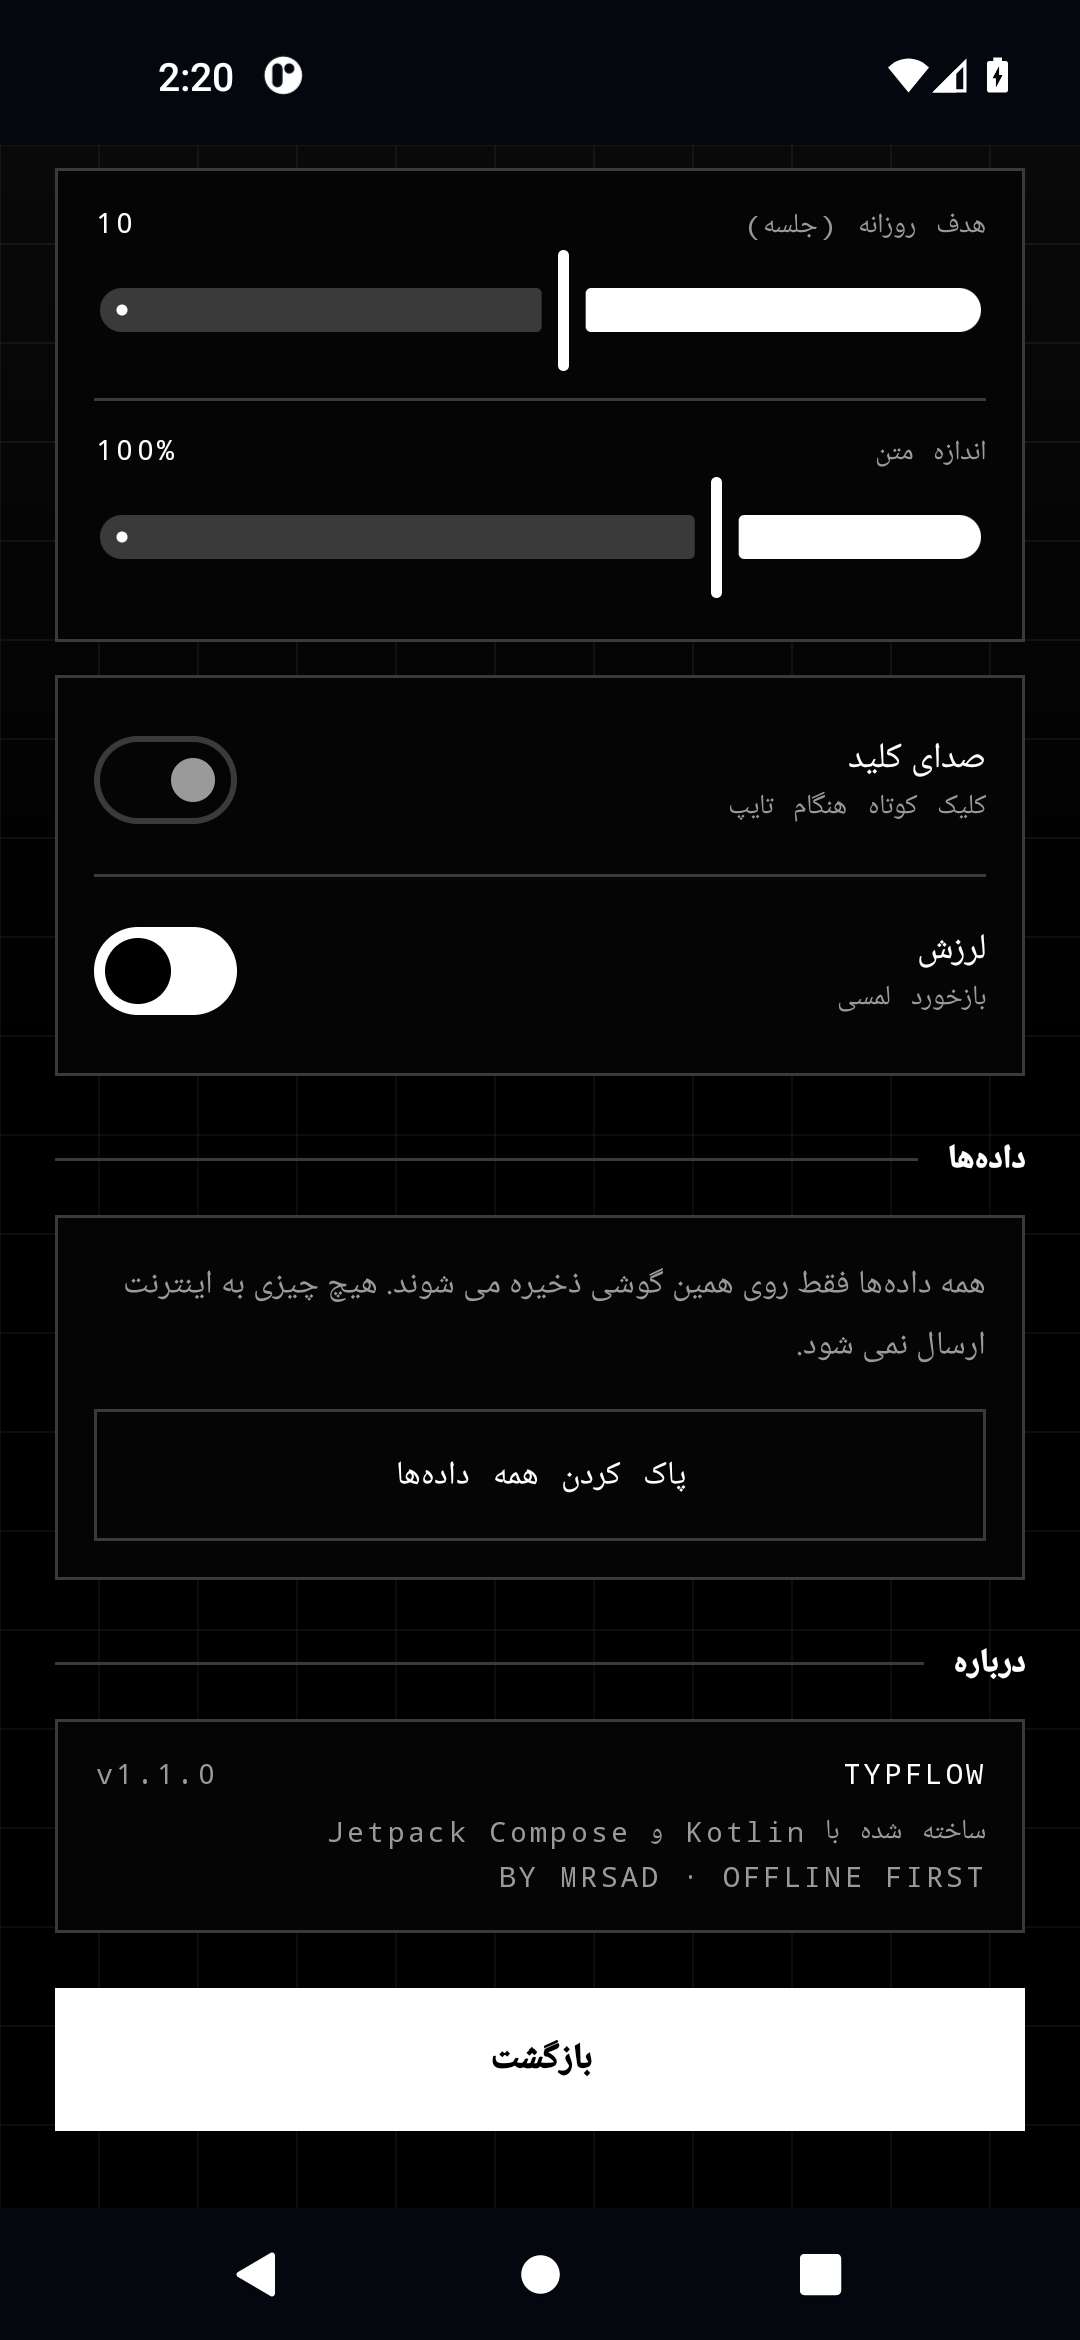 2:20
هدف روزانه (جلسه)
10
اندازه متن
100%
صدای کلید
کلیک کوتاه هنگام تایپ
لرزش
بازخورد لمسی
داده‌ها
همه داده‌ها فقط روی همین گوشی ذخیره می شوند. هیچ چیزی به اینترنت
ارسال نمی شود.
پاک کردن همه داده‌ها
درباره
TYPFLOW
v1.1.0
ساخته شده با Kotlin و Jetpack Compose
BY MRSAD · OFFLINE FIRST
بازگشت